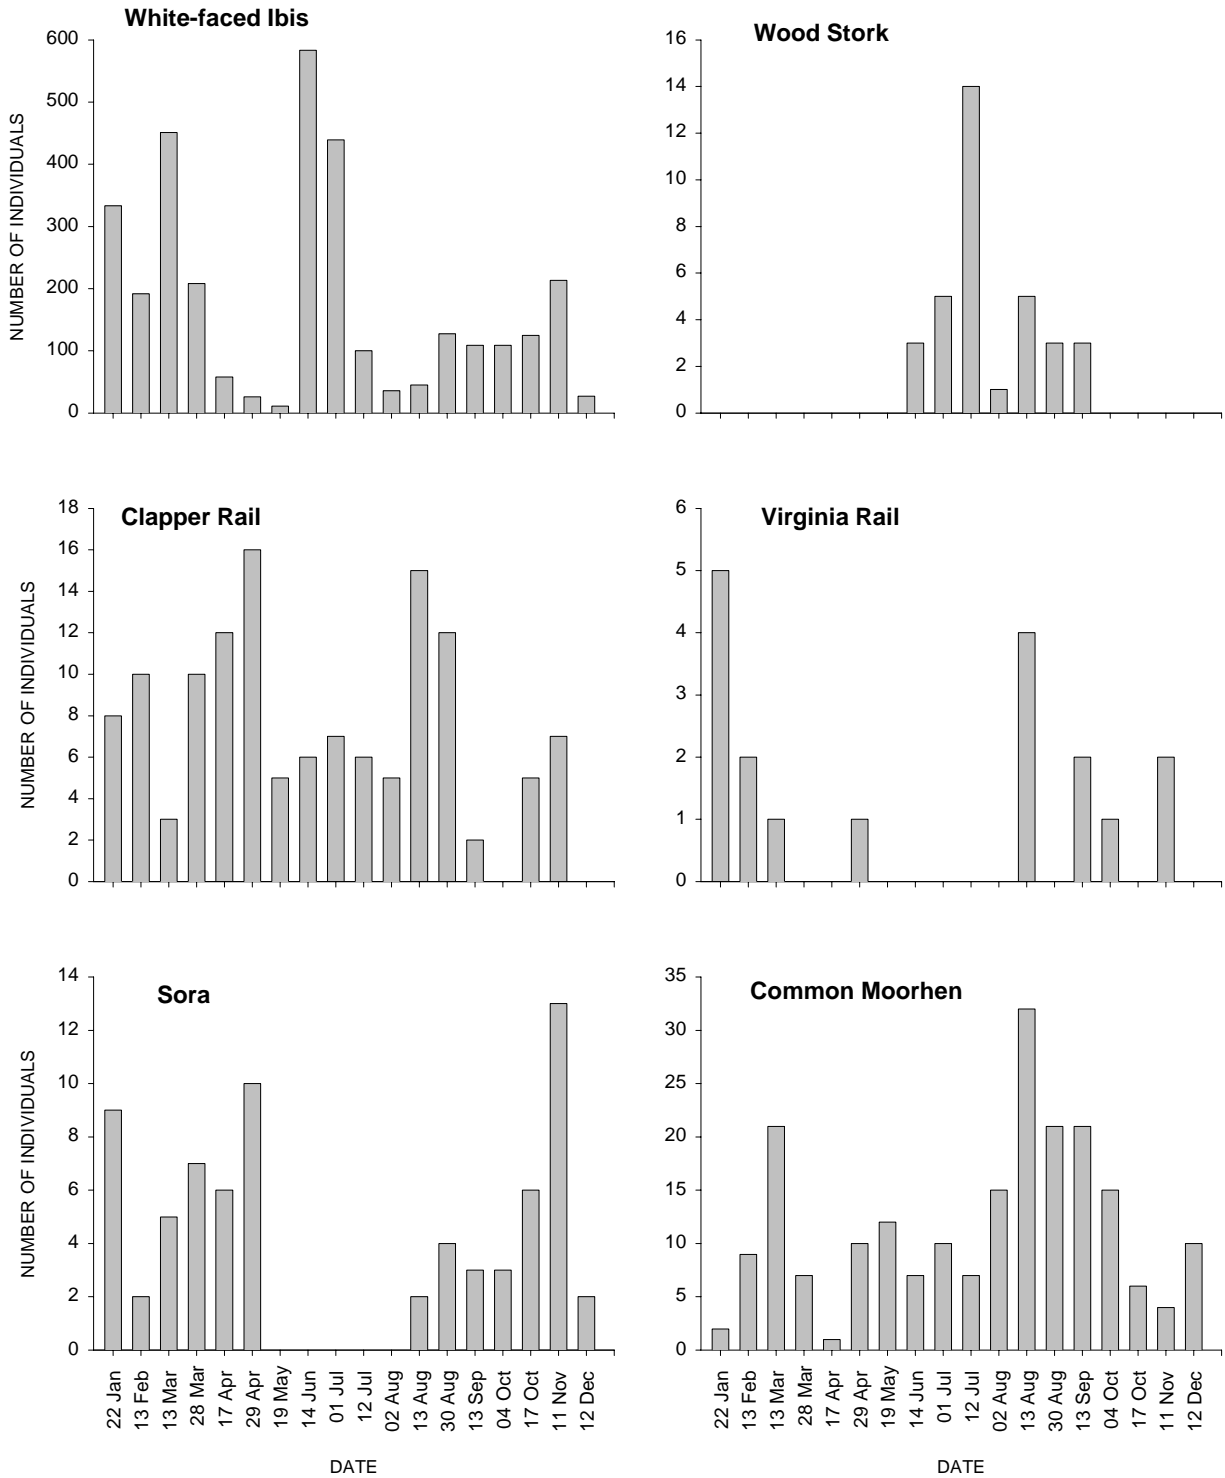 White-faced Ibis
NUMBER OF INDIVIDUALS
600
500
400
300
200
100
0
Wood Stork
16
14
12
10
8
6
4
2
0
Clapper Rail
NUMBER OF INDIVIDUALS
18
16
14
12
10
8
6
4
2
0
Virginia Rail
6
5
4
3
2
1
0
Sora
NUMBER OF INDIVIDUALS
14
12
10
8
6
4
2
0
22 Jan
13 Feb
13 Mar
28 Mar
17 Apr
29 Apr
19 May
14 Jun
01 Jul
12 Jul
02 Aug
13 Aug
30 Aug
13 Sep
04 Oct
17 Oct
11 Nov
12 Dec
DATE
Common Moorhen
35
30
25
20
15
10
5
0
22 Jan
13 Feb
13 Mar
28 Mar
17 Apr
29 Apr
19 May
14 Jun
01 Jul
12 Jul
02 Aug
13 Aug
30 Aug
13 Sep
04 Oct
17 Oct
11 Nov
12 Dec
DATE